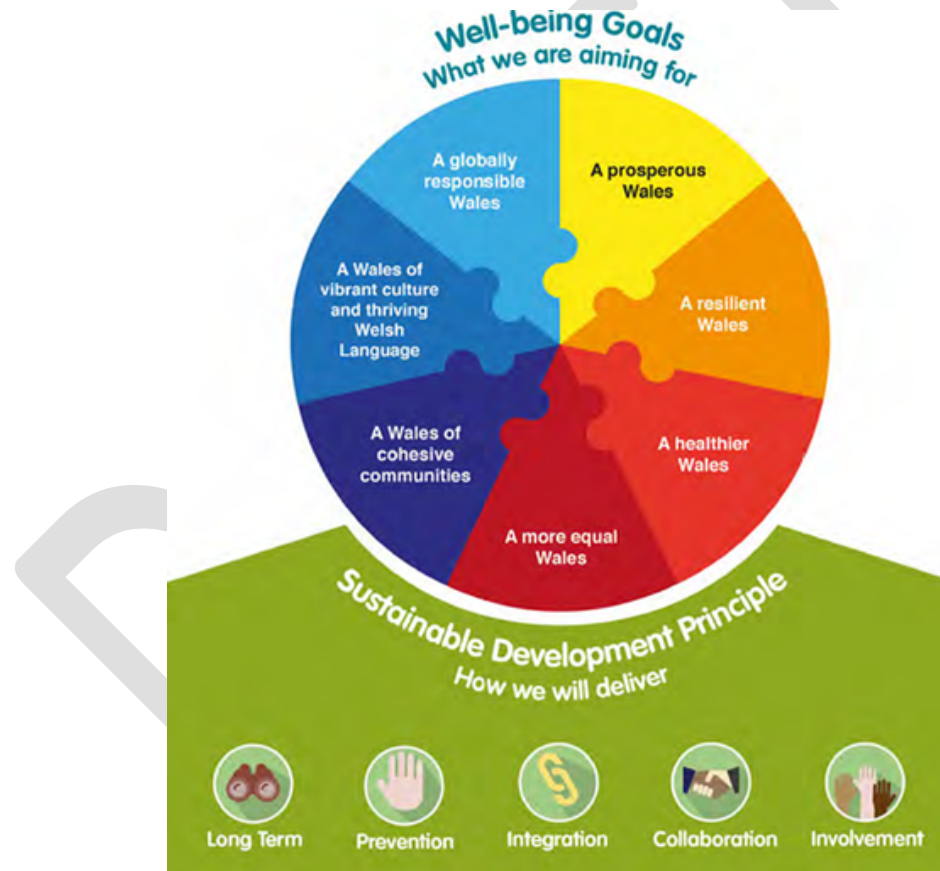 Well-being Goals
What we are aiming for
A globally
responsible
Wales
A prosperous
Wales
A Wales of
vibrant culture
and thriving
Welsh
Language
A resilient
Wales
A Wales of
cohesive
communities
A healthier
Wales
A more equal
Wales
Sustainable Development Principle
How we will deliver
Long Term
Prevention
Integration
Collaboration
Involvement